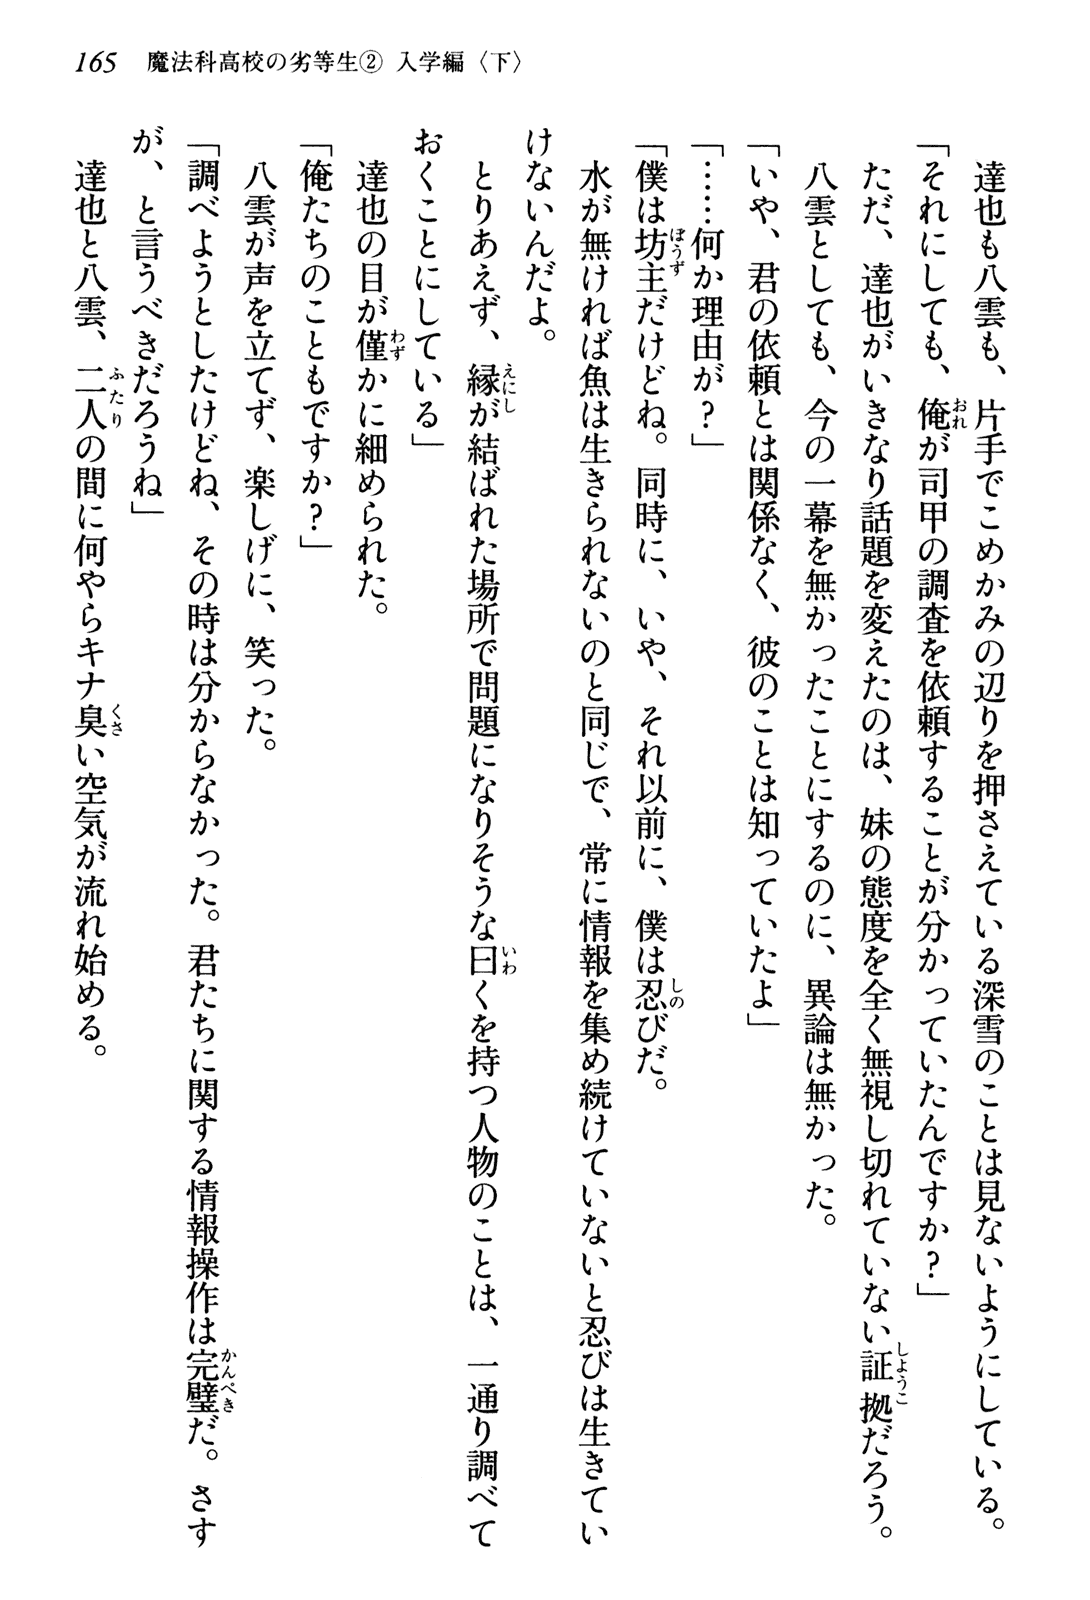 165　魔法科高校の劣等生② 入学編〈下〉
　達也も八雲も、片手でこめかみの辺りを押さえている深雪のことは見ないようにしている。
「それにしても、俺が司甲の調査を依頼することが分かっていたんですか？」
　ただ、達也がいきなり話題を変えたのは、妹の態度を全く無視し切れていない証拠だろう。
　八雲としても、今の一幕を無かったことにするのに、異論は無かった。
「いや、君の依頼とは関係なく、彼のことは知っていたよ」
「……何か理由が？」
「僕は坊主だけどね。同時に、いや、それ以前に、僕は忍びだ。
　水が無ければ魚は生きられないのと同じで、常に情報を集め続けていないと忍びは生きてい
けないんだよ。
　とりあえず、縁が結ばれた場所で問題になりそうな曰くを持つ人物のことは、一通り調べて
おくことにしている」
　達也の目が僅かに細められた。
「俺たちのこともですか？」
　八雲が声を立てず、楽しげに、笑った。
「調べようとしたけどね、その時は分からなかった。君たちに関する情報操作は完璧だ。さす
が、と言うべきだろうね」
　達也と八雲、二人の間に何やらキナ臭い空気が流れ始める。